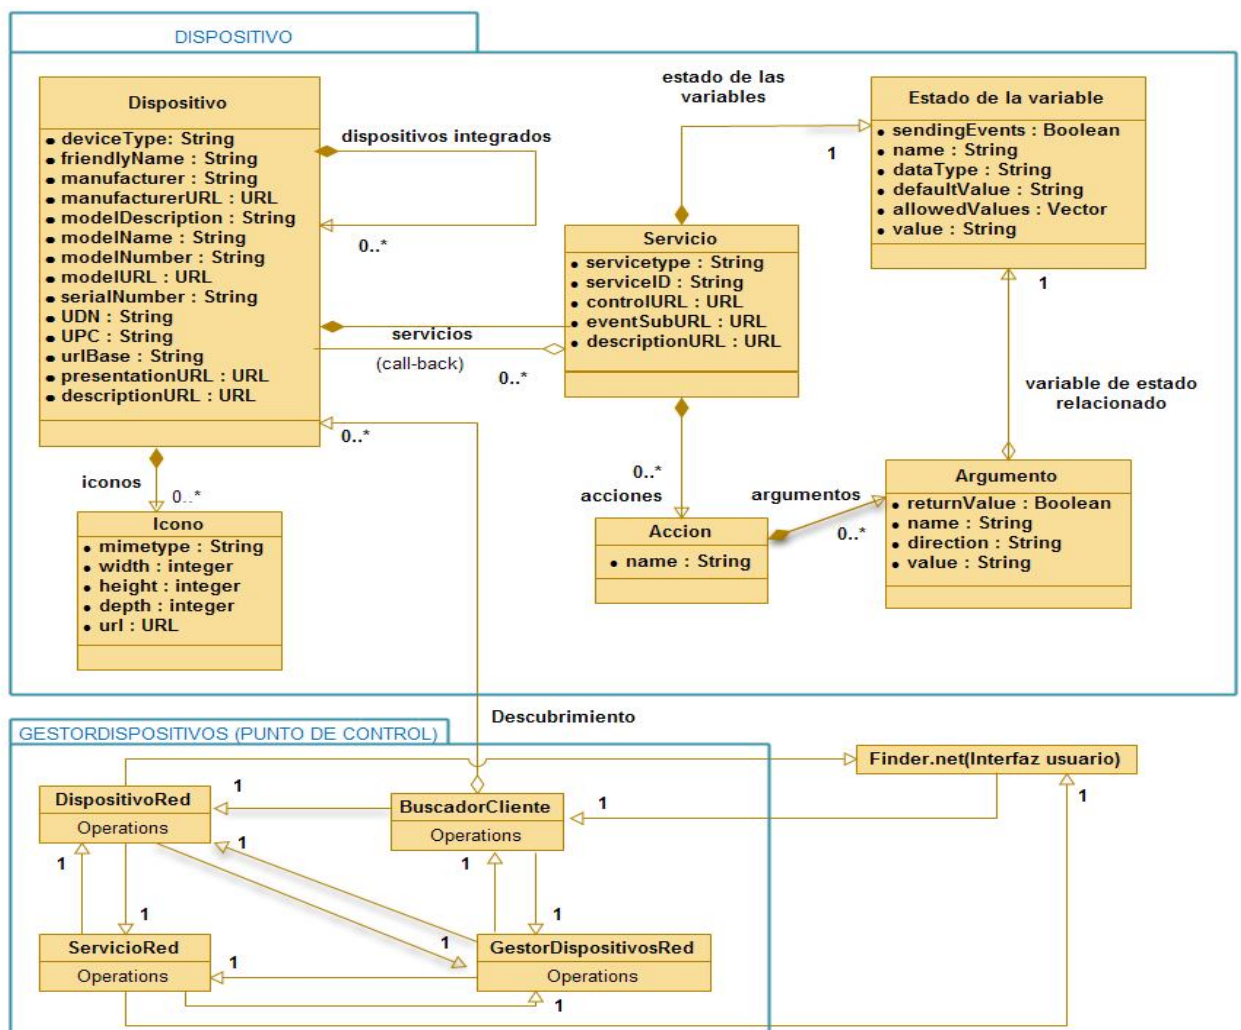 DISPOSITIVO
Dispositivo
deviceType: String
friendlyName : String
manufacturer : String
manufacturerURL : URL
modelDescription : String
modelName : String
modelNumber : String
modelURL : URL
serialNumber : String
UDN : String
UPC : String
urlBase : String
presentationURL : URL
descriptionURL : URL
dispositivos integrados
0..*
servicios
(call-back)
0..*
0..*
iconos
0..*
Icono
mimetype : String
width : integer
height : integer
depth : integer
url : URL
estado de las
variables
1
Servicio
servicetype : String
serviceID : String
controlURL : URL
eventSubURL : URL
descriptionURL : URL
0..*
acciones
Accion
name : String
argumentos
0..*
Estado de la variable
sendingEvents : Boolean
name : String
dataType : String
defaultValue : String
allowedValues : Vector
value : String
1
variable de estado
relacionado
Argumento
returnValue : Boolean
name : String
direction : String
value : String
Descubrimiento
GESTORDISPOSITIVOS (PUNTO DE CONTROL)
Finder.net(Interfaz usuario)
1
DispositivoRed
Operations
1
BuscadorCliente
Operations
1
1
1
1
1
1
ServicioRed
Operations
1
1
GestorDispositivosRed
Operations
1